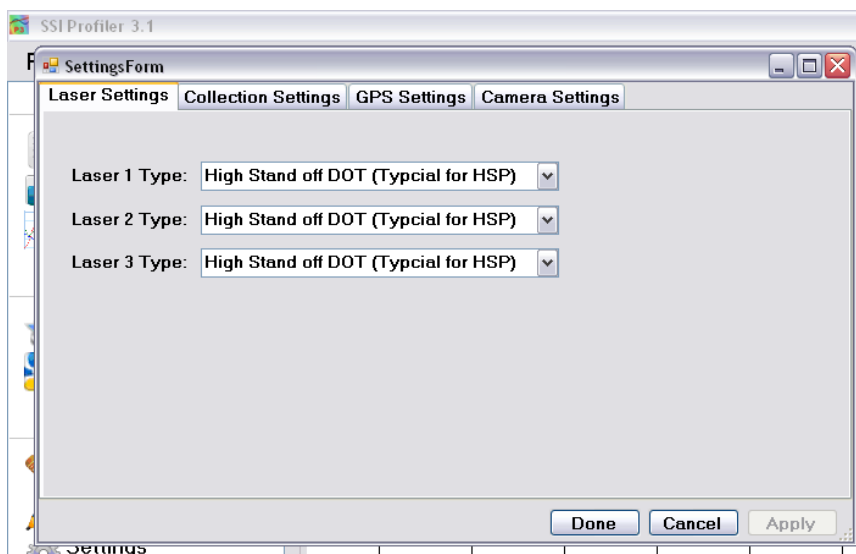 SSI Profiler 3.1
SettingsForm
Laser Settings Collection Settings GPS Settings Camera Settings
Laser 1 Type: High Stand off DOT (Typcial for HSP)
Laser 2 Type: High Stand off DOT (Typcial for HSP)
Laser 3 Type: High Stand off DOT (Typcial for HSP)
Done Cancel Apply
Settings